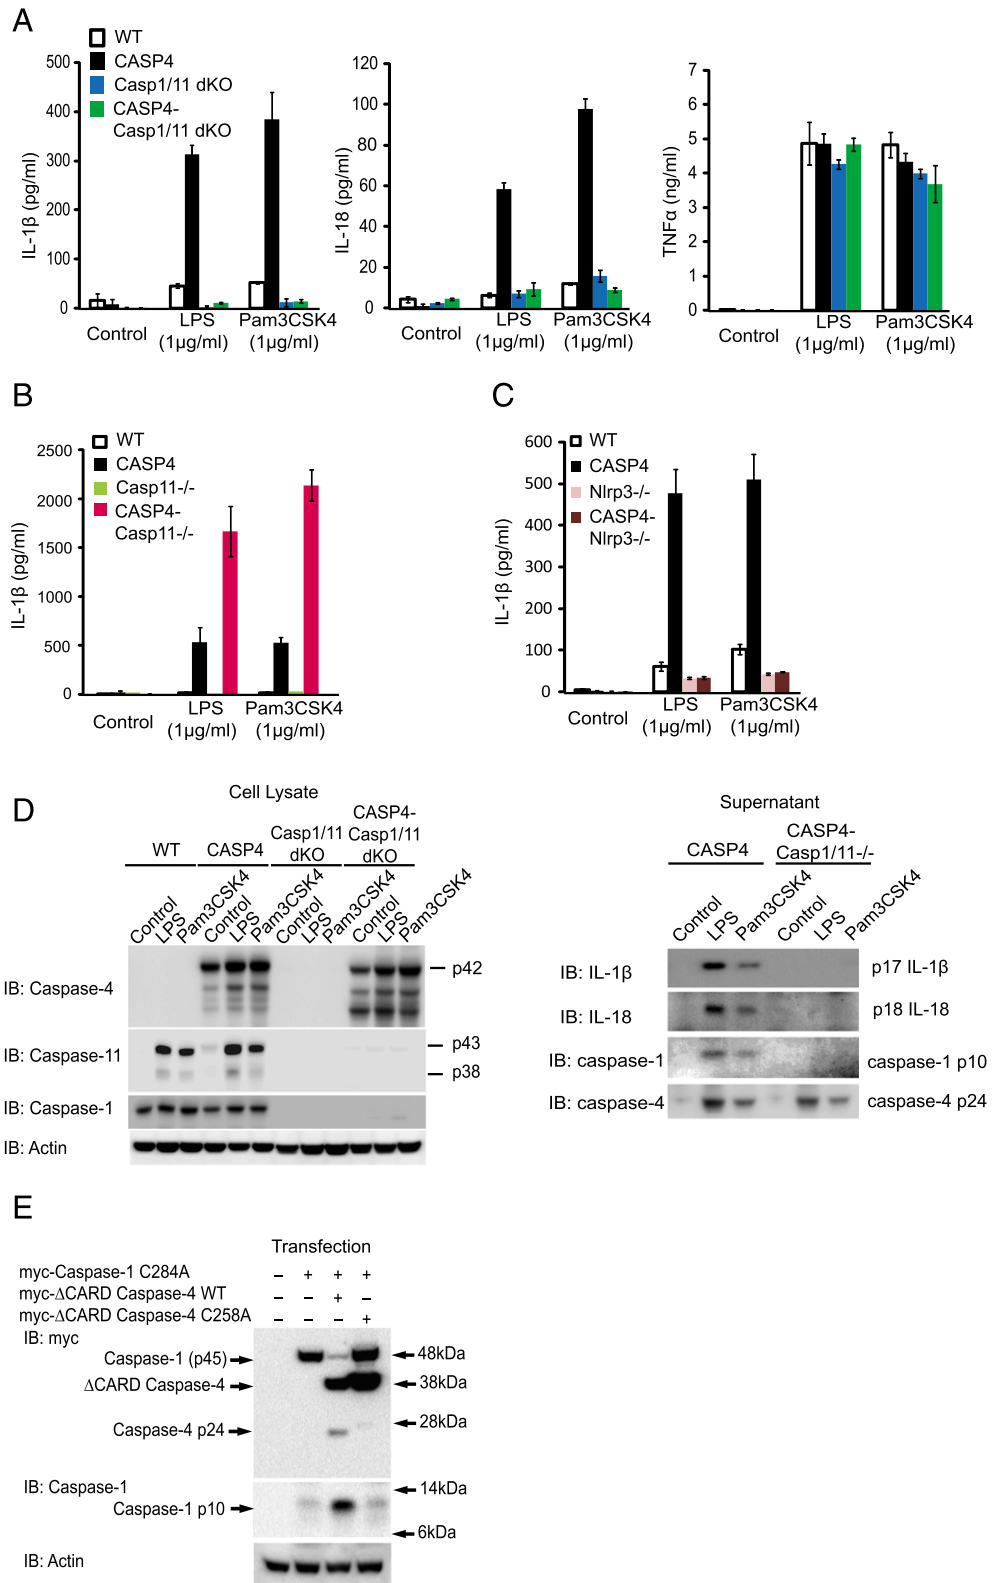 A
WT
CASP4
Casp1/11 dKO
CASP4-
Casp1/11 dKO
IL-1β (pg/ml)
500
400
300
200
100
0
Control
LPS
(1µg/ml)
Pam3CSK4
(1µg/ml)
IL-18 (pg/ml)
120
100
80
60
40
20
0
Control
LPS
(1µg/ml)
Pam3CSK4
(1µg/ml)
TNFα (ng/ml)
7
6
5
4
3
2
1
0
Control
LPS
(1µg/ml)
Pam3CSK4
(1µg/ml)
B
WT
CASP4
Casp11-/-
CASP4-
Casp11-/-
IL-1β (pg/ml)
2500
2000
1500
1000
500
0
Control
LPS
(1µg/ml)
Pam3CSK4
(1µg/ml)
C
WT
CASP4
Nlrp3-/-
CASP4-
Nlrp3-/-
IL-1β (pg/ml)
600
500
400
300
200
100
0
Control
LPS
(1µg/ml)
Pam3CSK4
(1µg/ml)
D
Cell Lysate
WT
CASP4
Casp1/11
dKO
CASP4-
Casp1/11
dKO
Control
LPS
Pam3CSK4
Control
LPS
Pam3CSK4
Control
LPS
Pam3CSK4
Control
LPS
Pam3CSK4
IB: Caspase-4
p42
IB: Caspase-11
p43
p38
IB: Caspase-1
IB: Actin
Supernatant
CASP4
CASP4-
Casp1/11-/-
Control
LPS
Pam3CSK4
Control
LPS
Pam3CSK4
IB: IL-1β
p17 IL-1β
IB: IL-18
p18 IL-18
IB: caspase-1
caspase-1 p10
IB: caspase-4
caspase-4 p24
E
Transfection
myc-Caspase-1 C284A – + + +
myc-ΔCARD Caspase-4 WT – – + –
myc-ΔCARD Caspase-4 C258A – – – +
IB: myc
Caspase-1 (p45)
48kDa
ΔCARD Caspase-4
38kDa
28kDa
Caspase-4 p24
IB: Caspase-1
14kDa
Caspase-1 p10
6kDa
IB: Actin